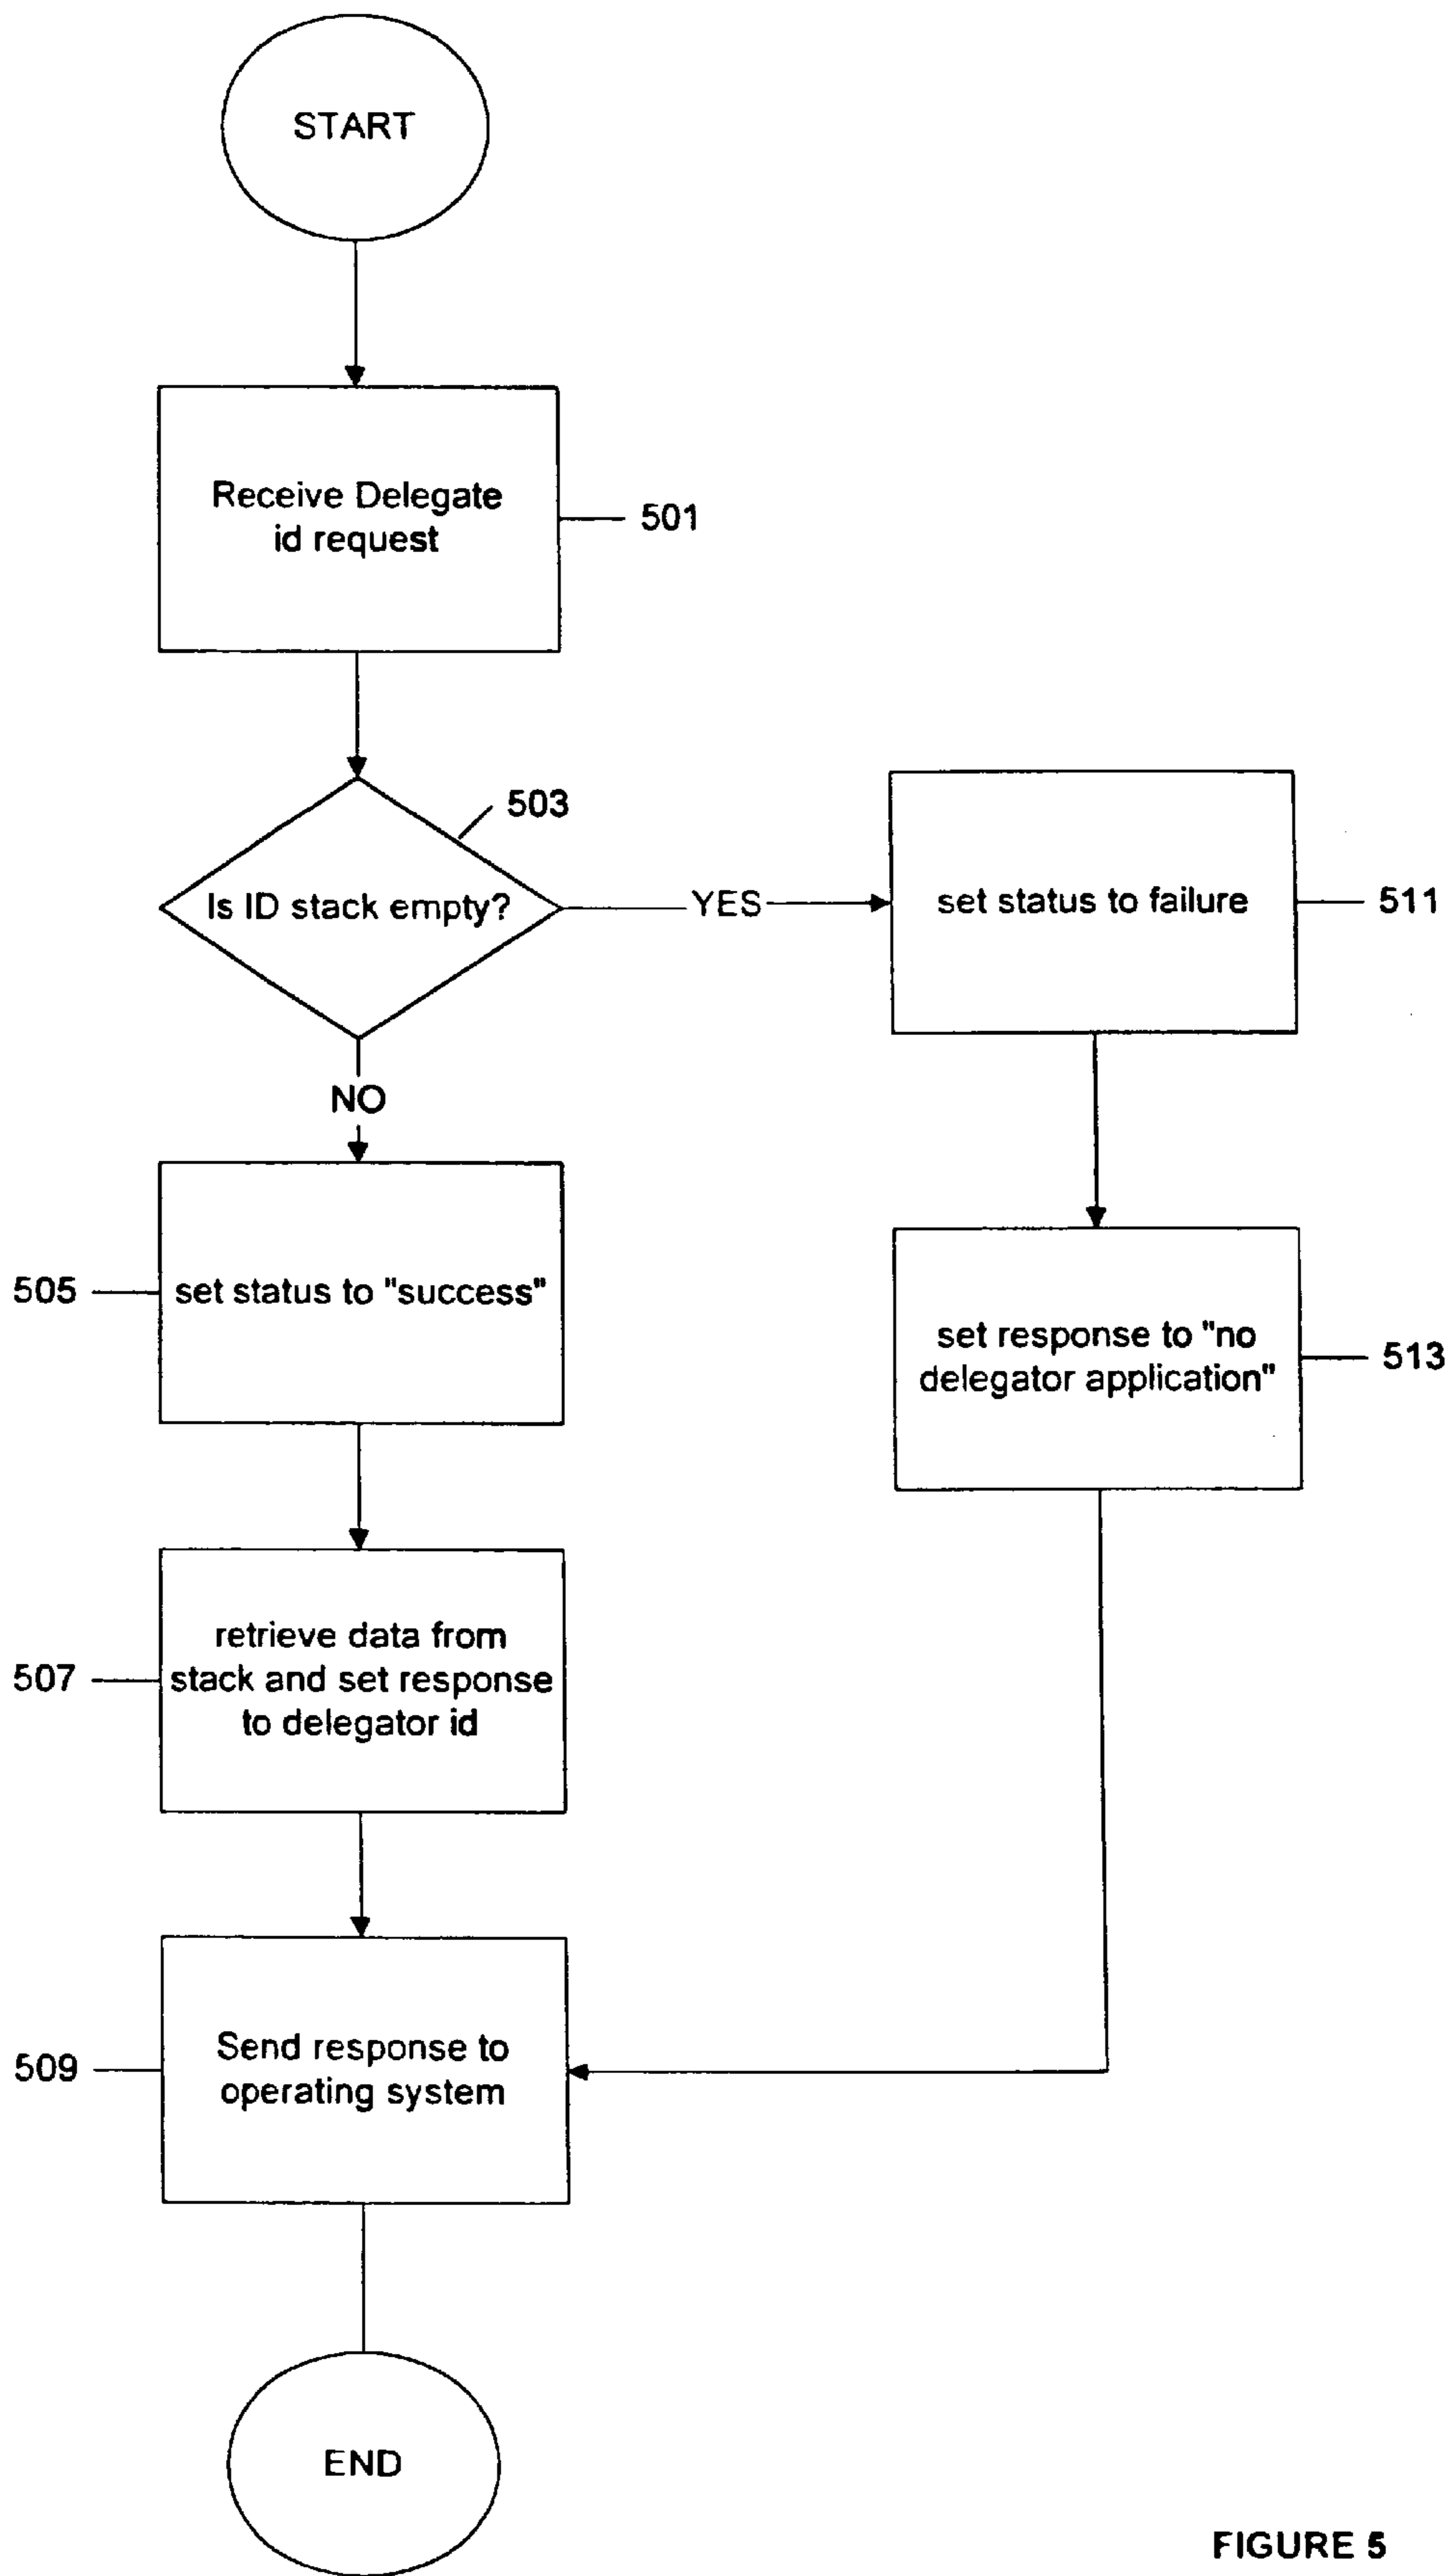 START
Receive Delegate
id request
501
503
Is ID stack empty?
YES
set status to failure
511
NO
505
set status to "success"
set response to "no
delegator application"
513
507
retrieve data from
stack and set response
to delegator id
509
Send response to
operating system
END
FIGURE 5